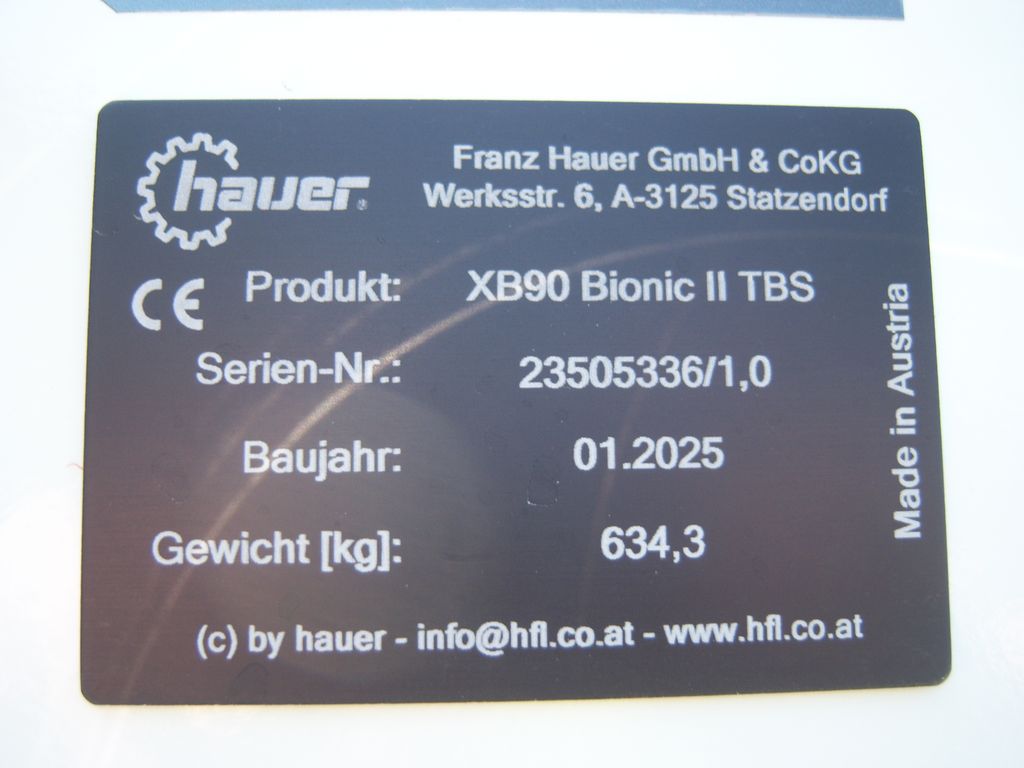 hauer®
Franz Hauer GmbH & CoKG
Werksstr. 6, A-3125 Statzendorf
CE
Produkt: XB90 Bionic II TBS
Serien-Nr.: 23505336/1,0
Baujahr: 01.2025
Gewicht [kg]: 634,3
Made in Austria
(c) by hauer - info@hfl.co.at - www.hfl.co.at